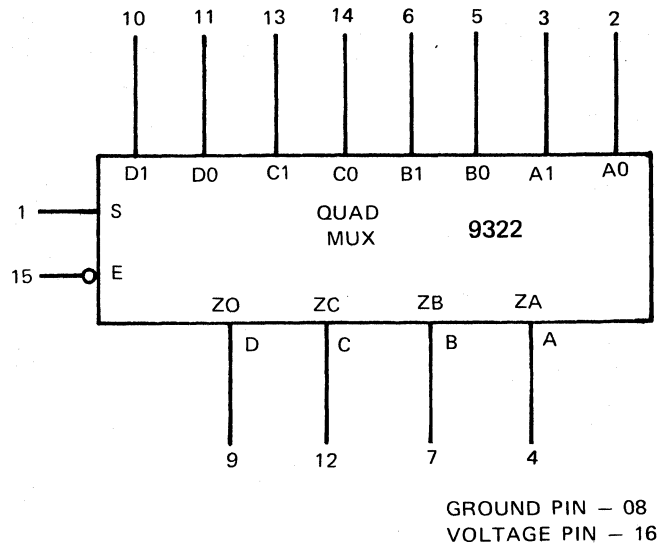 10 11 13 14 6 5 3 2
D1 D0 C1 C0 B1 B0 A1 A0
1 S QUAD 9322
MUX
15 E
ZO ZC ZB ZA
D C B A
9 12 7 4
GROUND PIN – 08
VOLTAGE PIN – 16